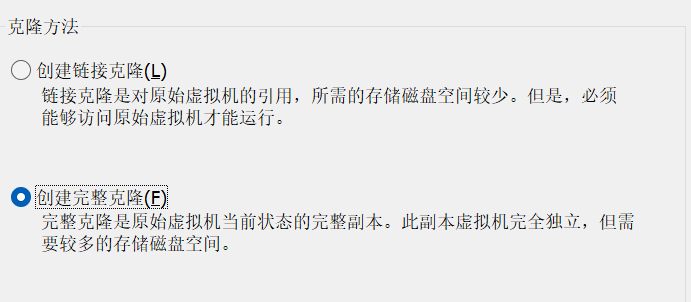 克隆方法
创建链接克隆(L)
链接克隆是对原始虚拟机的引用，所需的存储磁盘空间较少。但是，必须
能够访问原始虚拟机才能运行。
创建完整克隆(F)
完整克隆是原始虚拟机当前状态的完整副本。此副本虚拟机完全独立，但需
要较多的存储磁盘空间。